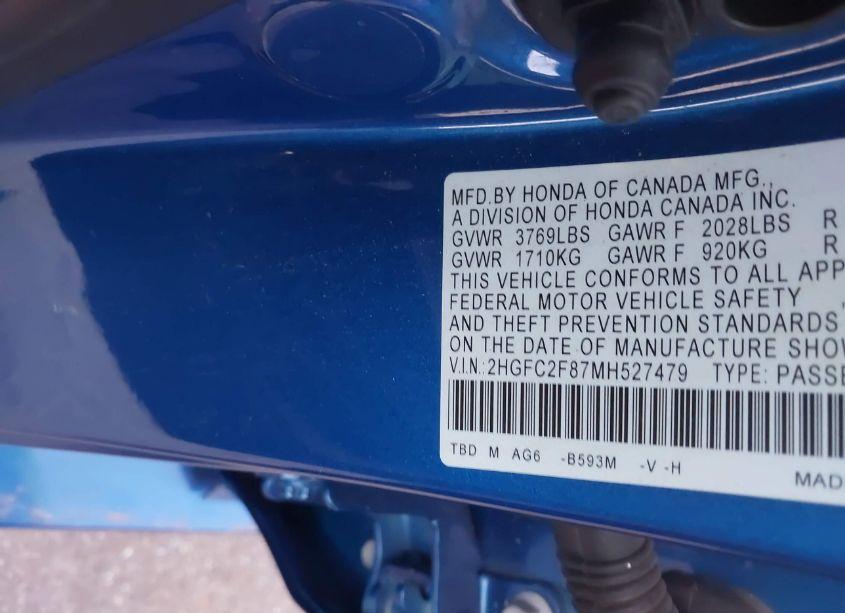 MFD.BY HONDA OF CANADA MFG.,
A DIVISION OF HONDA CANADA INC.
GVWR 3769LBS GAWR F 2028LBS R
GVWR 1710KG GAWR F 920KG R
THIS VEHICLE CONFORMS TO ALL APP
FEDERAL MOTOR VEHICLE SAFETY
AND THEFT PREVENTION STANDARDS
ON THE DATE OF MANUFACTURE SHOW
V.I.N.:2HGFC2F87MH527479 TYPE: PASSE
TBD M AG6 -B593M -V -H
MAD